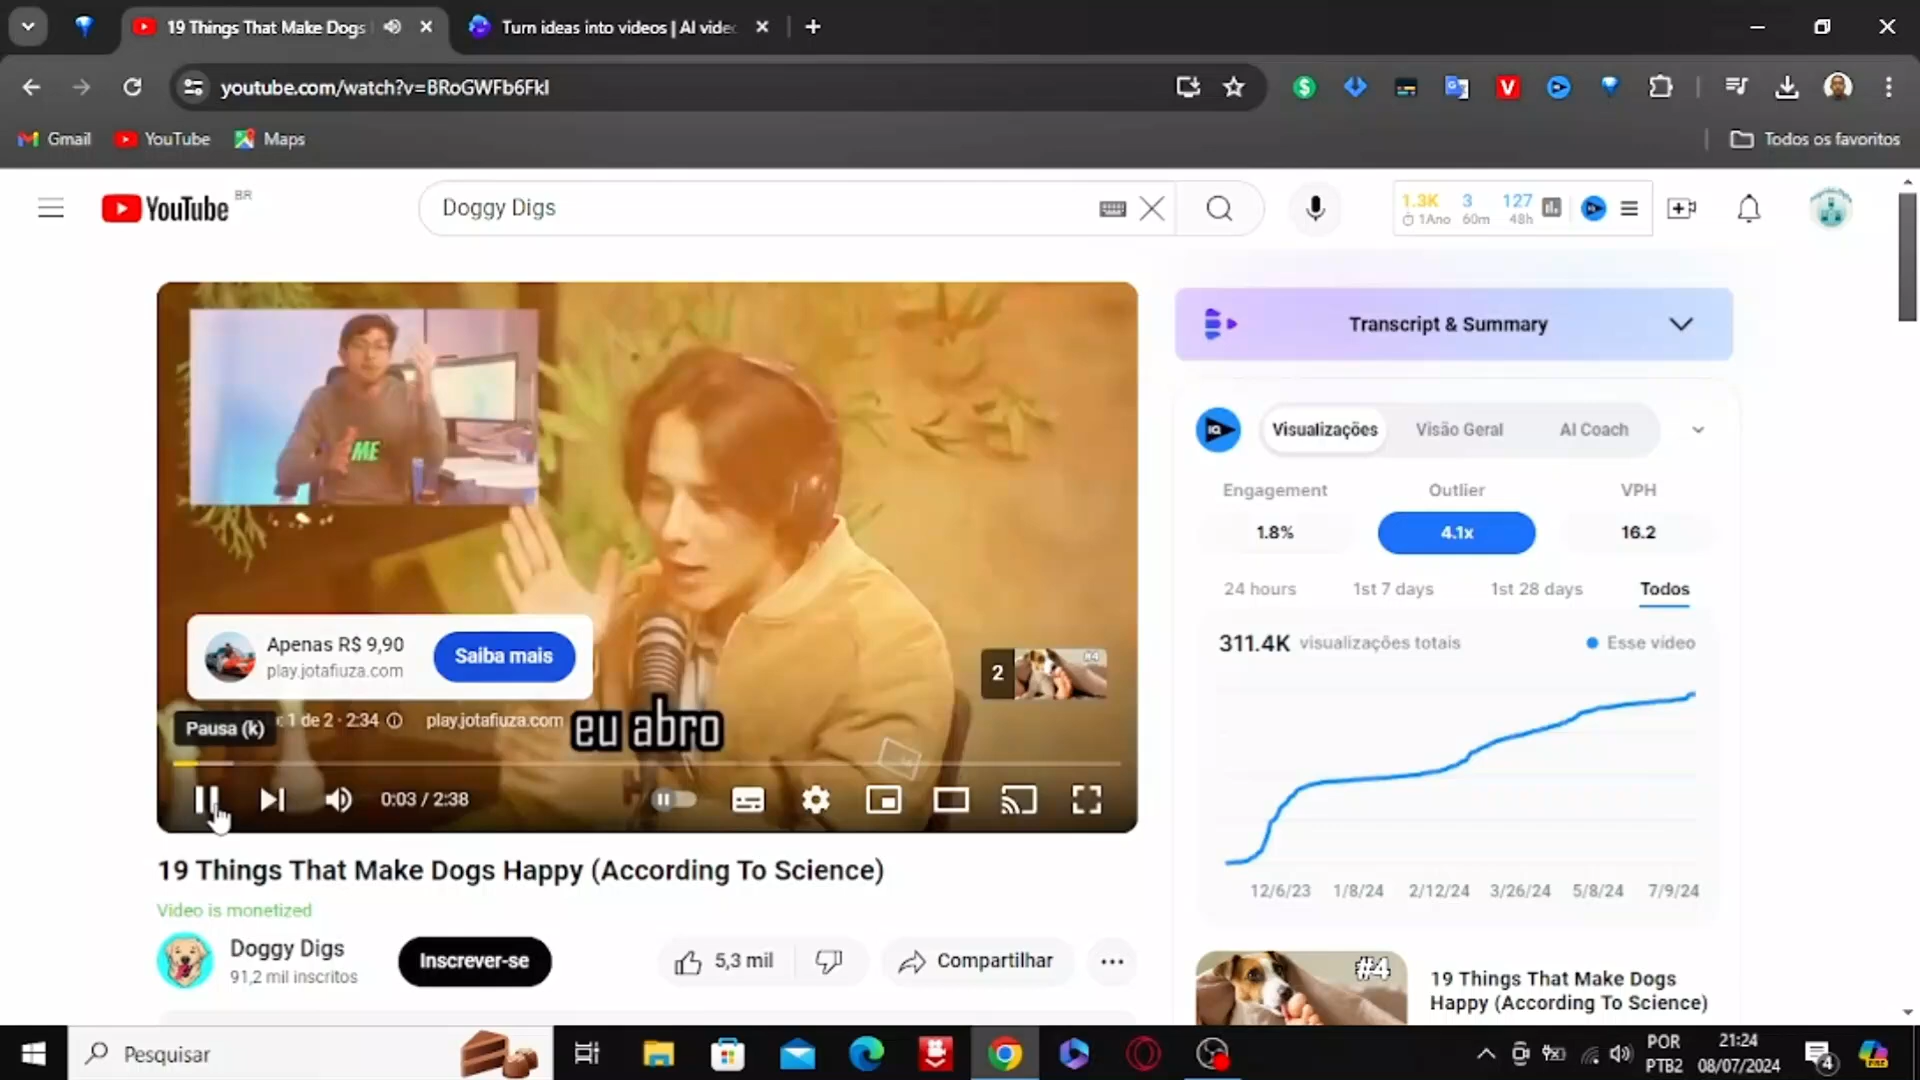 19 Things That Make Dogs
Turn ideas into videos | AI vide
youtube.com/watch?v=BRoGWFb6FkI
Gmail
YouTube
Maps
Todos os favoritos
YouTube
BR
Doggy Digs
1.3K 3 127
1Ano 60m 48h
ME
Apenas R$ 9,90
play.jotafiuza.com
Saiba mais
2
#4
Pausa (k)
1 de 2 · 2:34
play.jotafiuza.com
eu abro
0:03 / 2:38
Transcript & Summary
IQ
Visualizações
Visão Geral
AI Coach
Engagement
Outlier
VPH
1.8%
4.1x
16.2
24 hours
1st 7 days
1st 28 days
Todos
311.4K visualizações totais
Esse vídeo
12/6/23 1/8/24 2/12/24 3/26/24 5/8/24 7/9/24
19 Things That Make Dogs Happy (According To Science)
Video is monetized
Doggy Digs
91,2 mil inscritos
Inscrever-se
5,3 mil
Compartilhar
#4
19 Things That Make Dogs
Happy (According To Science)
Pesquisar
POR
PTB2
21:24
08/07/2024
4